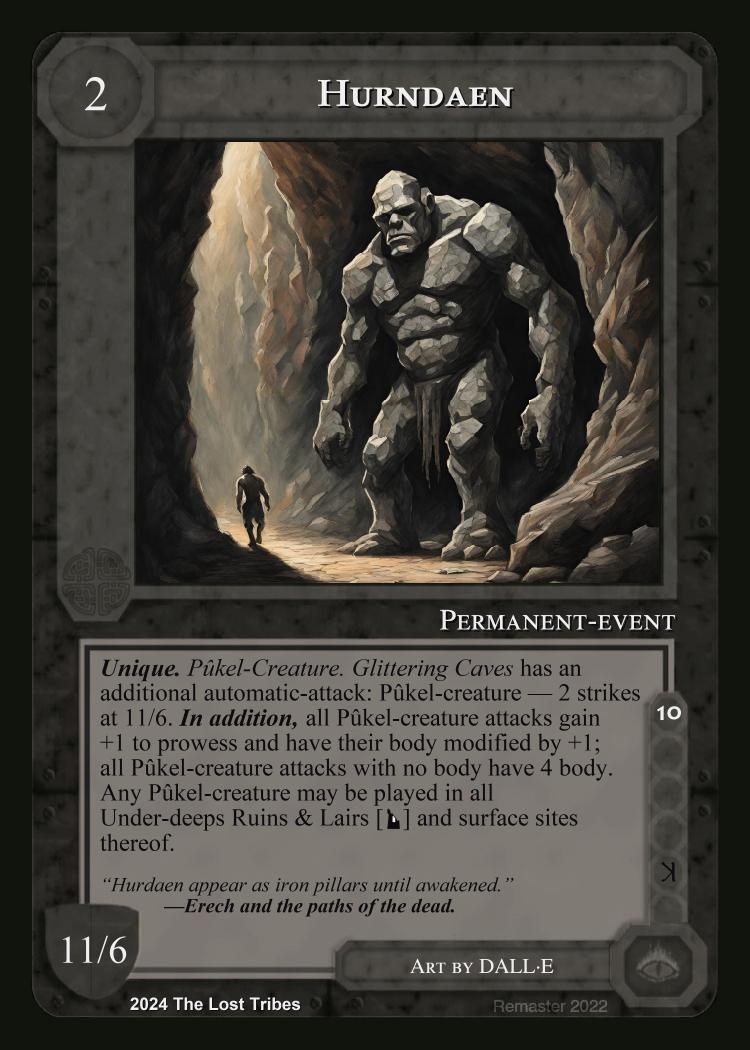 2
Hurndaen
Permanent-event
Unique. Pûkel-Creature. Glittering Caves has an
additional automatic-attack: Pûkel-creature — 2 strikes
at 11/6. In addition, all Pûkel-creature attacks gain
+1 to prowess and have their body modified by +1;
all Pûkel-creature attacks with no body have 4 body.
Any Pûkel-creature may be played in all
Under-deeps Ruins & Lairs [ ] and surface sites
thereof.
10
“Hurdaen appear as iron pillars until awakened.”
—Erech and the paths of the dead.
11/6
Art by DALL·E
2024 The Lost Tribes
Remaster 2022